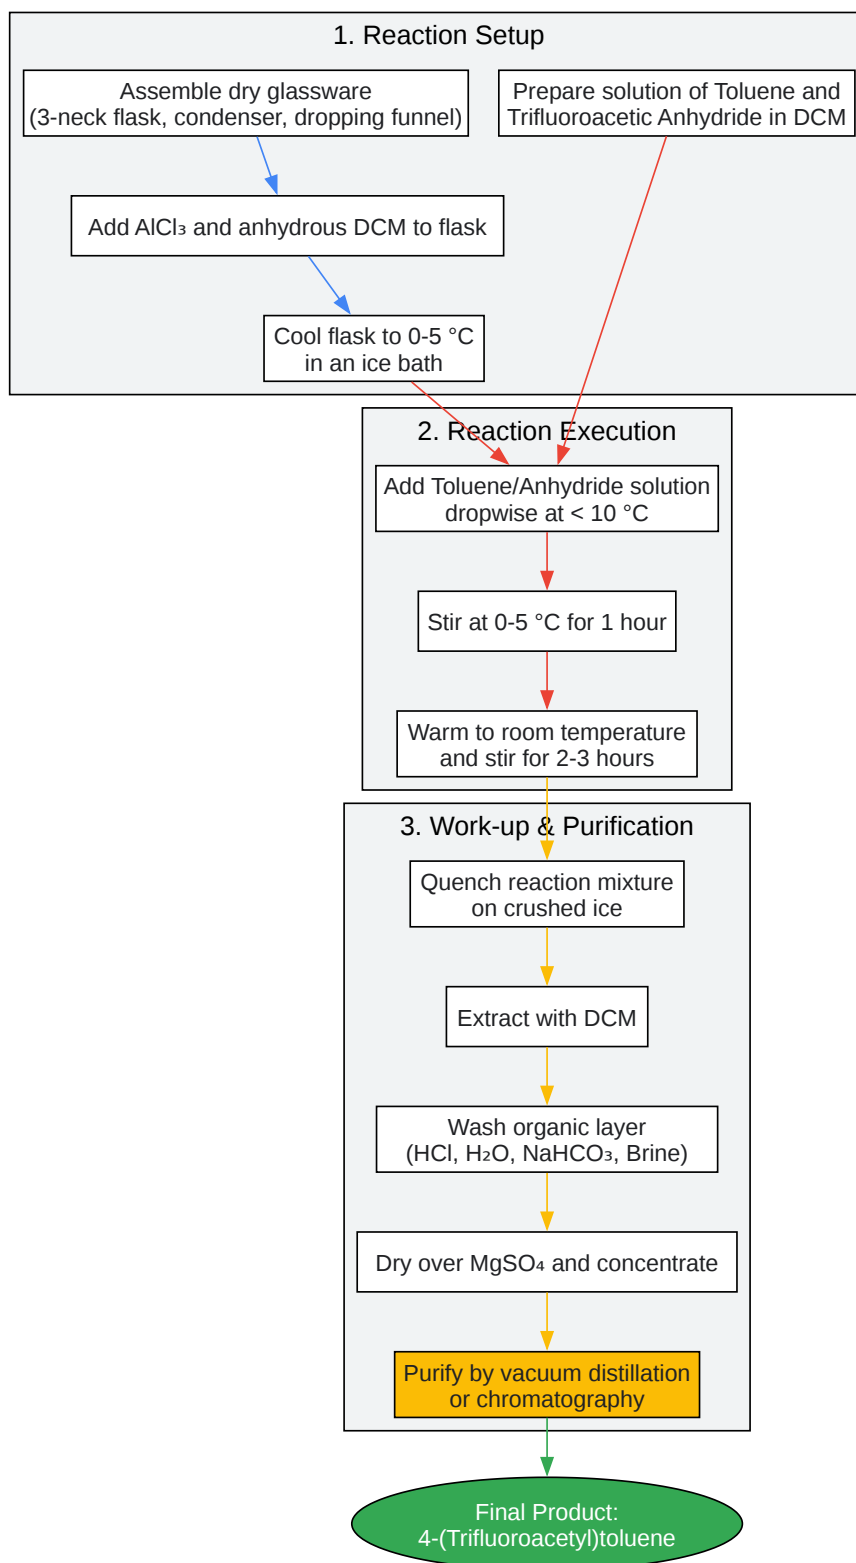 1. Reaction Setup
Assemble dry glassware
(3-neck flask, condenser, dropping funnel)
Prepare solution of Toluene and
Trifluoroacetic Anhydride in DCM
Add AlCl₃ and anhydrous DCM to flask
Cool flask to 0-5 °C
in an ice bath
2. Reaction Execution
Add Toluene/Anhydride solution
dropwise at < 10 °C
Stir at 0-5 °C for 1 hour
Warm to room temperature
and stir for 2-3 hours
3. Work-up & Purification
Quench reaction mixture
on crushed ice
Extract with DCM
Wash organic layer
(HCl, H₂O, NaHCO₃, Brine)
Dry over MgSO₄ and concentrate
Purify by vacuum distillation
or chromatography
Final Product:
4-(Trifluoroacetyl)toluene